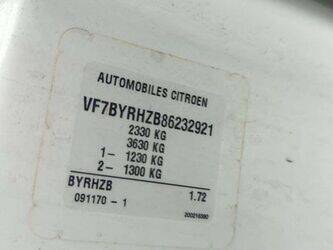 AUTOMOBILES CITROEN
VF7BYRHZB86232921
2330 KG
3630 KG
1- 1230 KG
2- 1300 KG
BYRHZB 1.72
091170 - 1